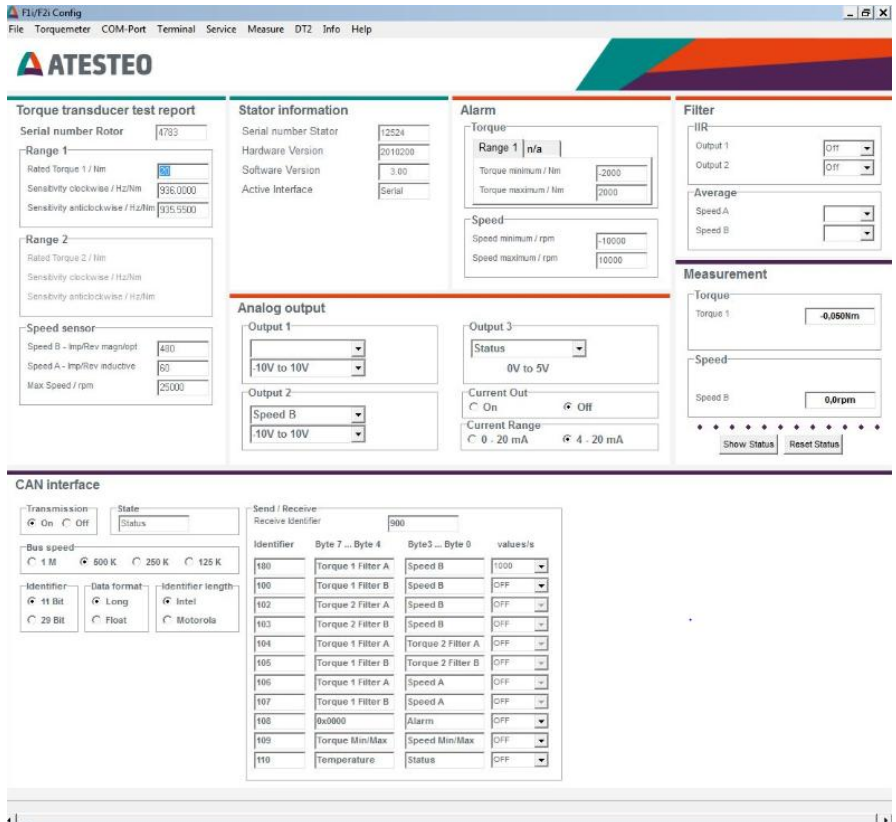 F1i/F2i Config
File Torquemeter COM-Port Terminal Service Measure DT2 Info Help
ATESTEO
Torque transducer test report
Serial number Rotor 4783
Range 1
Rated Torque 1 / Nm 20
Sensitivity clockwise / Hz/Nm 936.0000
Sensitivity anticlockwise / Hz/Nm 935.5500
Range 2
Rated Torque 2 / Nm
Sensitivity clockwise / Hz/Nm
Sensitivity anticlockwise / Hz/Nm
Speed sensor
Speed B - Imp/Rev magn/opt 480
Speed A - Imp/Rev inductive 60
Max Speed / rpm 25000
Stator information
Serial number Stator 12524
Hardware Version 2010200
Software Version 3.00
Active Interface Serial
Alarm
Torque
Range 1 n/a
Torque minimum / Nm -2000
Torque maximum / Nm 2000
Speed
Speed minimum / rpm -10000
Speed maximum / rpm 10000
Filter
IIR
Output 1 Off
Output 2 Off
Average
Speed A
Speed B
Analog output
Output 1
-10V to 10V
Output 2
Speed B
-10V to 10V
Output 3
Status
0V to 5V
Current Out
On Off
Current Range
0 - 20 mA 4 - 20 mA
Measurement
Torque
Torque 1 -0,050Nm
Speed
Speed B 0,0rpm
Show Status Reset Status
CAN interface
Transmission
On Off
State
Status
Bus speed
1 M 500 K 250 K 125 K
Identifier
11 Bit
29 Bit
Data format
Long
Float
Identifier length
Intel
Motorola
Send / Receive
Receive Identifier 900
Identifier Byte 7 ... Byte 4 Byte3 ... Byte 0 values/s
180 Torque 1 Filter A Speed B 1000
100 Torque 1 Filter B Speed B OFF
102 Torque 2 Filter A Speed B OFF
103 Torque 2 Filter B Speed B OFF
104 Torque 1 Filter A Torque 2 Filter A OFF
105 Torque 1 Filter B Torque 2 Filter B OFF
106 Torque 1 Filter A Speed A OFF
107 Torque 1 Filter B Speed A OFF
108 0x0000 Alarm OFF
109 Torque Min/Max Speed Min/Max OFF
110 Temperature Status OFF